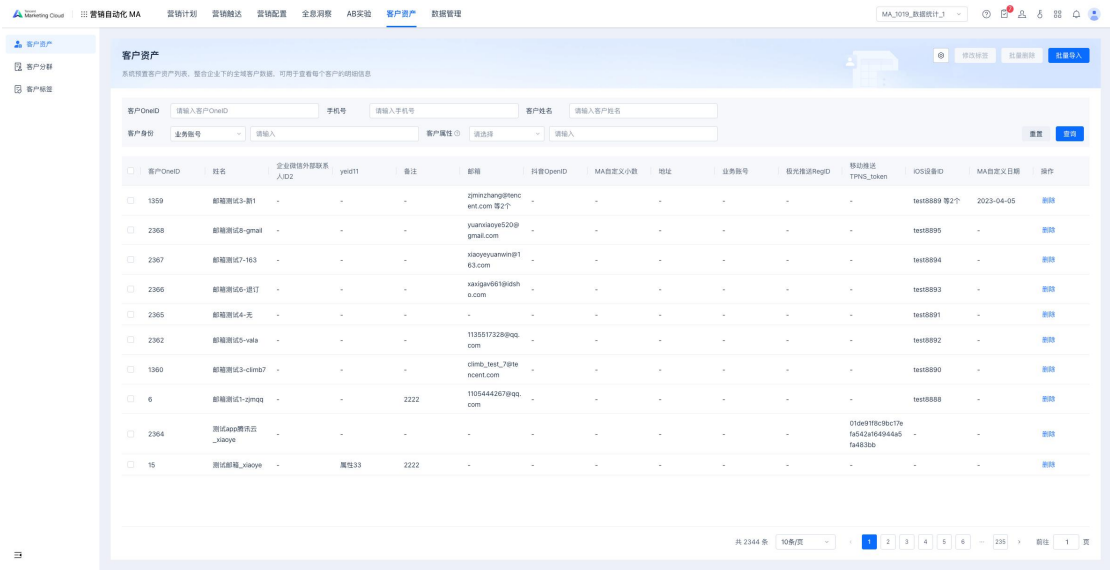 Tencent
Marketing Cloud 营销自动化 MA 营销计划 营销触达 营销配置 全息洞察 AB实验 客户资产 数据管理 MA_1019_数据统计_1
客户资产
客户分群
客户标签
客户资产
系统预置客户资产列表，整合企业下的全域客户数据，可用于查看每个客户的明细信息
修改标签 批量删除 批量导入
客户OneID 请输入客户OneID 手机号 请输入手机号 客户姓名 请输入客户姓名
客户身份 业务账号 请输入 客户属性 请选择 请输入 重置 查询
客户OneID 姓名 企业微信外部联系人ID2 yeld11 备注 邮箱 抖音OpenID MA自定义小数 地址 业务账号 极光推送RegID 移动推送TPNS_token iOS设备ID MA自定义日期 操作
1359 邮箱测试3-新1 - - - zjminzhang@tencent.com 等2个 - - - - - - test8889 等2个 2023-04-05 删除
2368 邮箱测试8-gmail - - - yuanxiaoye520@gmail.com - - - - - - test8895 - 删除
2367 邮箱测试7-163 - - - xiaoyeyuanwin@163.com - - - - - - test8894 - 删除
2366 邮箱测试6-退订 - - - xaxigav661@idsho.com - - - - - - test8893 - 删除
2365 邮箱测试4-无 - - - - - - - - - - test8891 - 删除
2362 邮箱测试5-vala - - - 1135517328@qq.com - - - - - - test8892 - 删除
1360 邮箱测试3-climb7 - - - climb_test_7@tencent.com - - - - - - test8890 - 删除
6 邮箱测试1-zjmqq - - 2222 1105444267@qq.com - - - - - - test8888 - 删除
2364 测试app腾讯云_xiaoye - - - - - - - - - 01de91f8c9bc17efa542a164944a5fa483bb - - 删除
15 测试邮箱_xiaoye - 属性33 2222 - - - - - - - - - 删除
共 2344 条 10条/页 1 2 3 4 5 6 ··· 235 前往 1 页